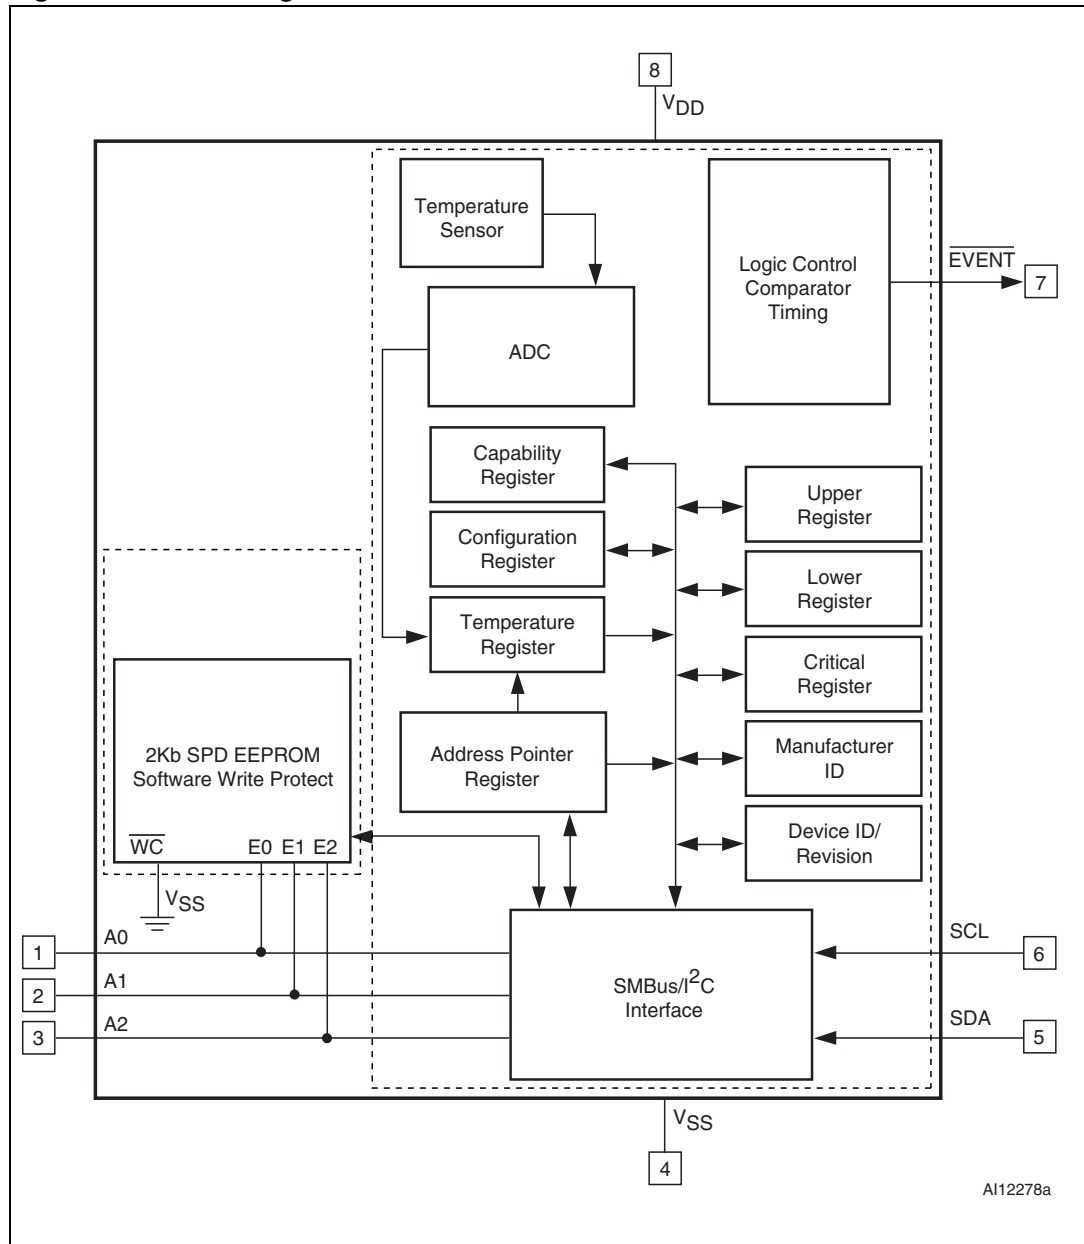 8
VDD
Temperature
Sensor
Logic Control
Comparator
Timing
EVENT
7
ADC
Capability
Register
Upper
Register
Configuration
Register
Lower
Register
Temperature
Register
Critical
Register
2Kb SPD EEPROM
Software Write Protect
WC
E0 E1 E2
VSS
Address Pointer
Register
Manufacturer
ID
Device ID/
Revision
1
A0
2
A1
3
A2
SMBus/I²C
Interface
SCL
6
SDA
5
VSS
4
AI12278a